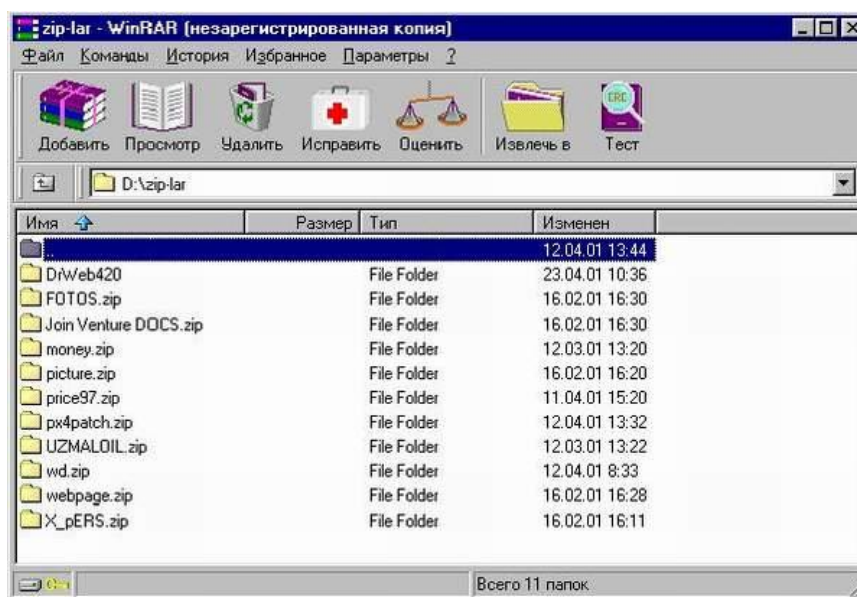 zip-lar - WinRAR (незарегистрированная копия)
Файл Команды История Избранное Параметры ?
Добавить Просмотр Удалить Исправить Оценить Извлечь в Тест
CRC
D:\zip-lar
Имя Размер Тип Изменен
.. 12.04.01 13:44
DrWeb420 File Folder 23.04.01 10:36
FOTOS.zip File Folder 16.02.01 16:30
Join Venture DOCS.zip File Folder 16.02.01 16:30
money.zip File Folder 12.03.01 13:20
picture.zip File Folder 16.02.01 16:20
price97.zip File Folder 11.04.01 15:20
px4patch.zip File Folder 12.04.01 13:32
UZMALOIL.zip File Folder 12.03.01 13:22
wd.zip File Folder 12.04.01 8:33
webpage.zip File Folder 16.02.01 16:28
X_pERS.zip File Folder 16.02.01 16:11
Всего 11 папок